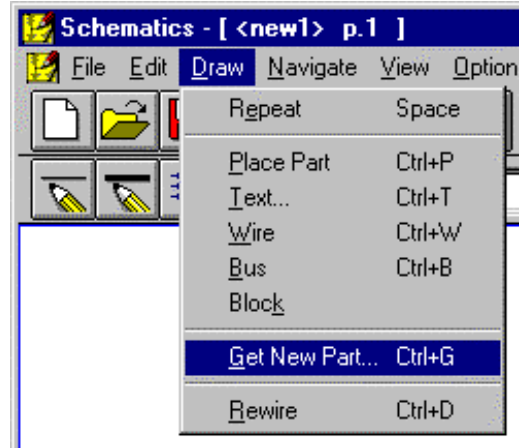 Schematics - [ <new1> p.1 ]
File Edit Draw Navigate View Option
Repeat Space
Place Part Ctrl+P
Text... Ctrl+T
Wire Ctrl+W
Bus Ctrl+B
Block
Get New Part... Ctrl+G
Rewire Ctrl+D